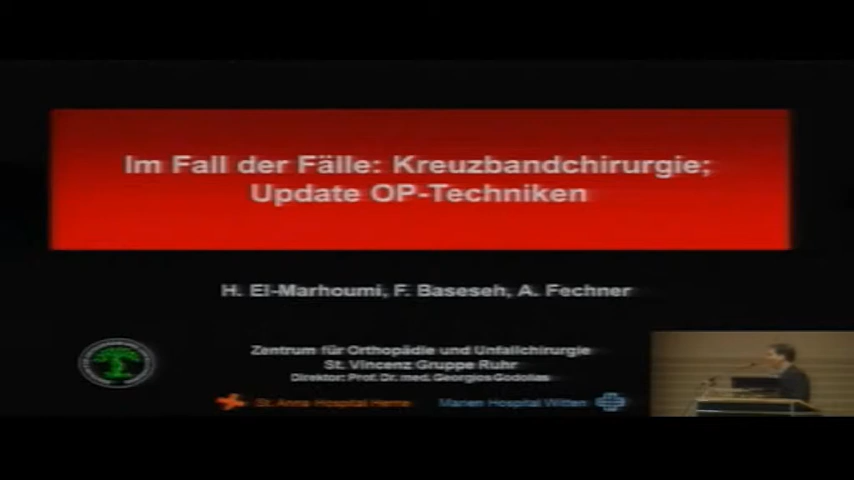 Im Fall der Fälle: Kreuzbandchirurgie;
Update OP-Techniken
H. El-Marhoumi, F. Baseseh, A. Fechner
Zentrum für Orthopädie und Unfallchirurgie
St. Vincenz Gruppe Ruhr
Direktor: Prof. Dr. med. Georgios Godolias
St. Anna Hospital Herne
Marien Hospital Witten